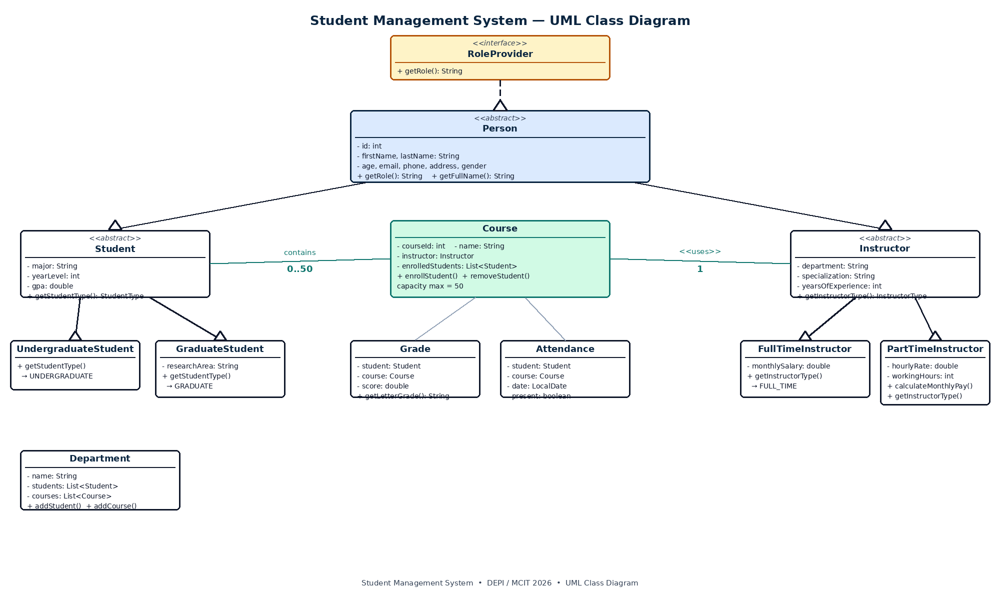 Student Management System — UML Class Diagram
<<interface>>
RoleProvider
+ getRole(): String
<<abstract>>
Person
- id: int
- firstName, lastName: String
- age, email, phone, address, gender
+ getRole(): String + getFullName(): String
<<abstract>>
Student
- major: String
- yearLevel: int
- gpa: double
+ getStudentType(): StudentType
contains
0..50
Course
- courseId: int - name: String
- instructor: Instructor
- enrolledStudents: List<Student>
+ enrollStudent() + removeStudent()
capacity max = 50
<<uses>>
1
<<abstract>>
Instructor
- department: String
- specialization: String
- yearsOfExperience: int
+ getInstructorType(): InstructorType
UndergraduateStudent
+ getStudentType()
→ UNDERGRADUATE
GraduateStudent
- researchArea: String
+ getStudentType()
→ GRADUATE
Grade
- student: Student
- course: Course
- score: double
+ getLetterGrade(): String
Attendance
- student: Student
- course: Course
- date: LocalDate
- present: boolean
FullTimeInstructor
- monthlySalary: double
+ getInstructorType()
→ FULL_TIME
PartTimeInstructor
- hourlyRate: double
- workingHours: int
+ calculateMonthlyPay()
+ getInstructorType()
Department
- name: String
- students: List<Student>
- courses: List<Course>
+ addStudent() + addCourse()
Student Management System • DEPI / MCIT 2026 • UML Class Diagram